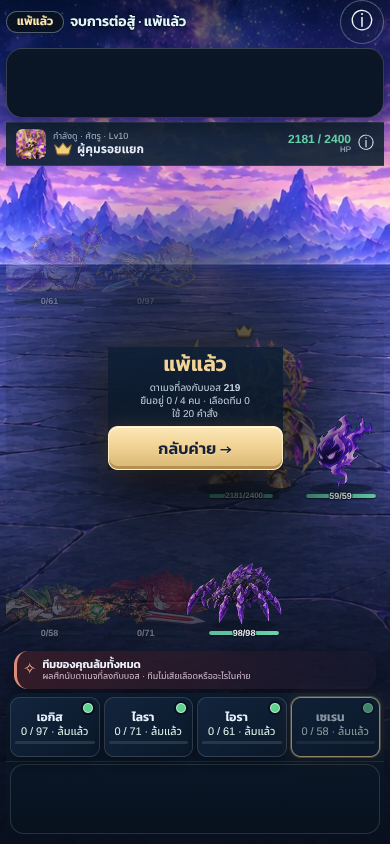 แพ้แล้ว จบการต่อสู้ · แพ้แล้ว
กำลังดู · ศัตรู · Lv10
ผู้คุมรอยแยก
2181 / 2400
HP
0/61 0/97
แพ้แล้ว
ดาเมจที่ลงกับบอส 219
ยืนอยู่ 0 / 4 คน · เลือดทีม 0
ใช้ 20 คำสั่ง
กลับค่าย →
2181/2400 59/59
0/58 0/71 98/98
ทีมของคุณล้มทั้งหมด
ผลศึกนับดาเมจที่ลงกับบอส · ทีมไม่เสียเลือดหรืออะไรในค่าย
เอกิส ไลรา ไอรา เซเรน
0 / 97 · ล้มแล้ว 0 / 71 · ล้มแล้ว 0 / 61 · ล้มแล้ว 0 / 58 · ล้มแล้ว